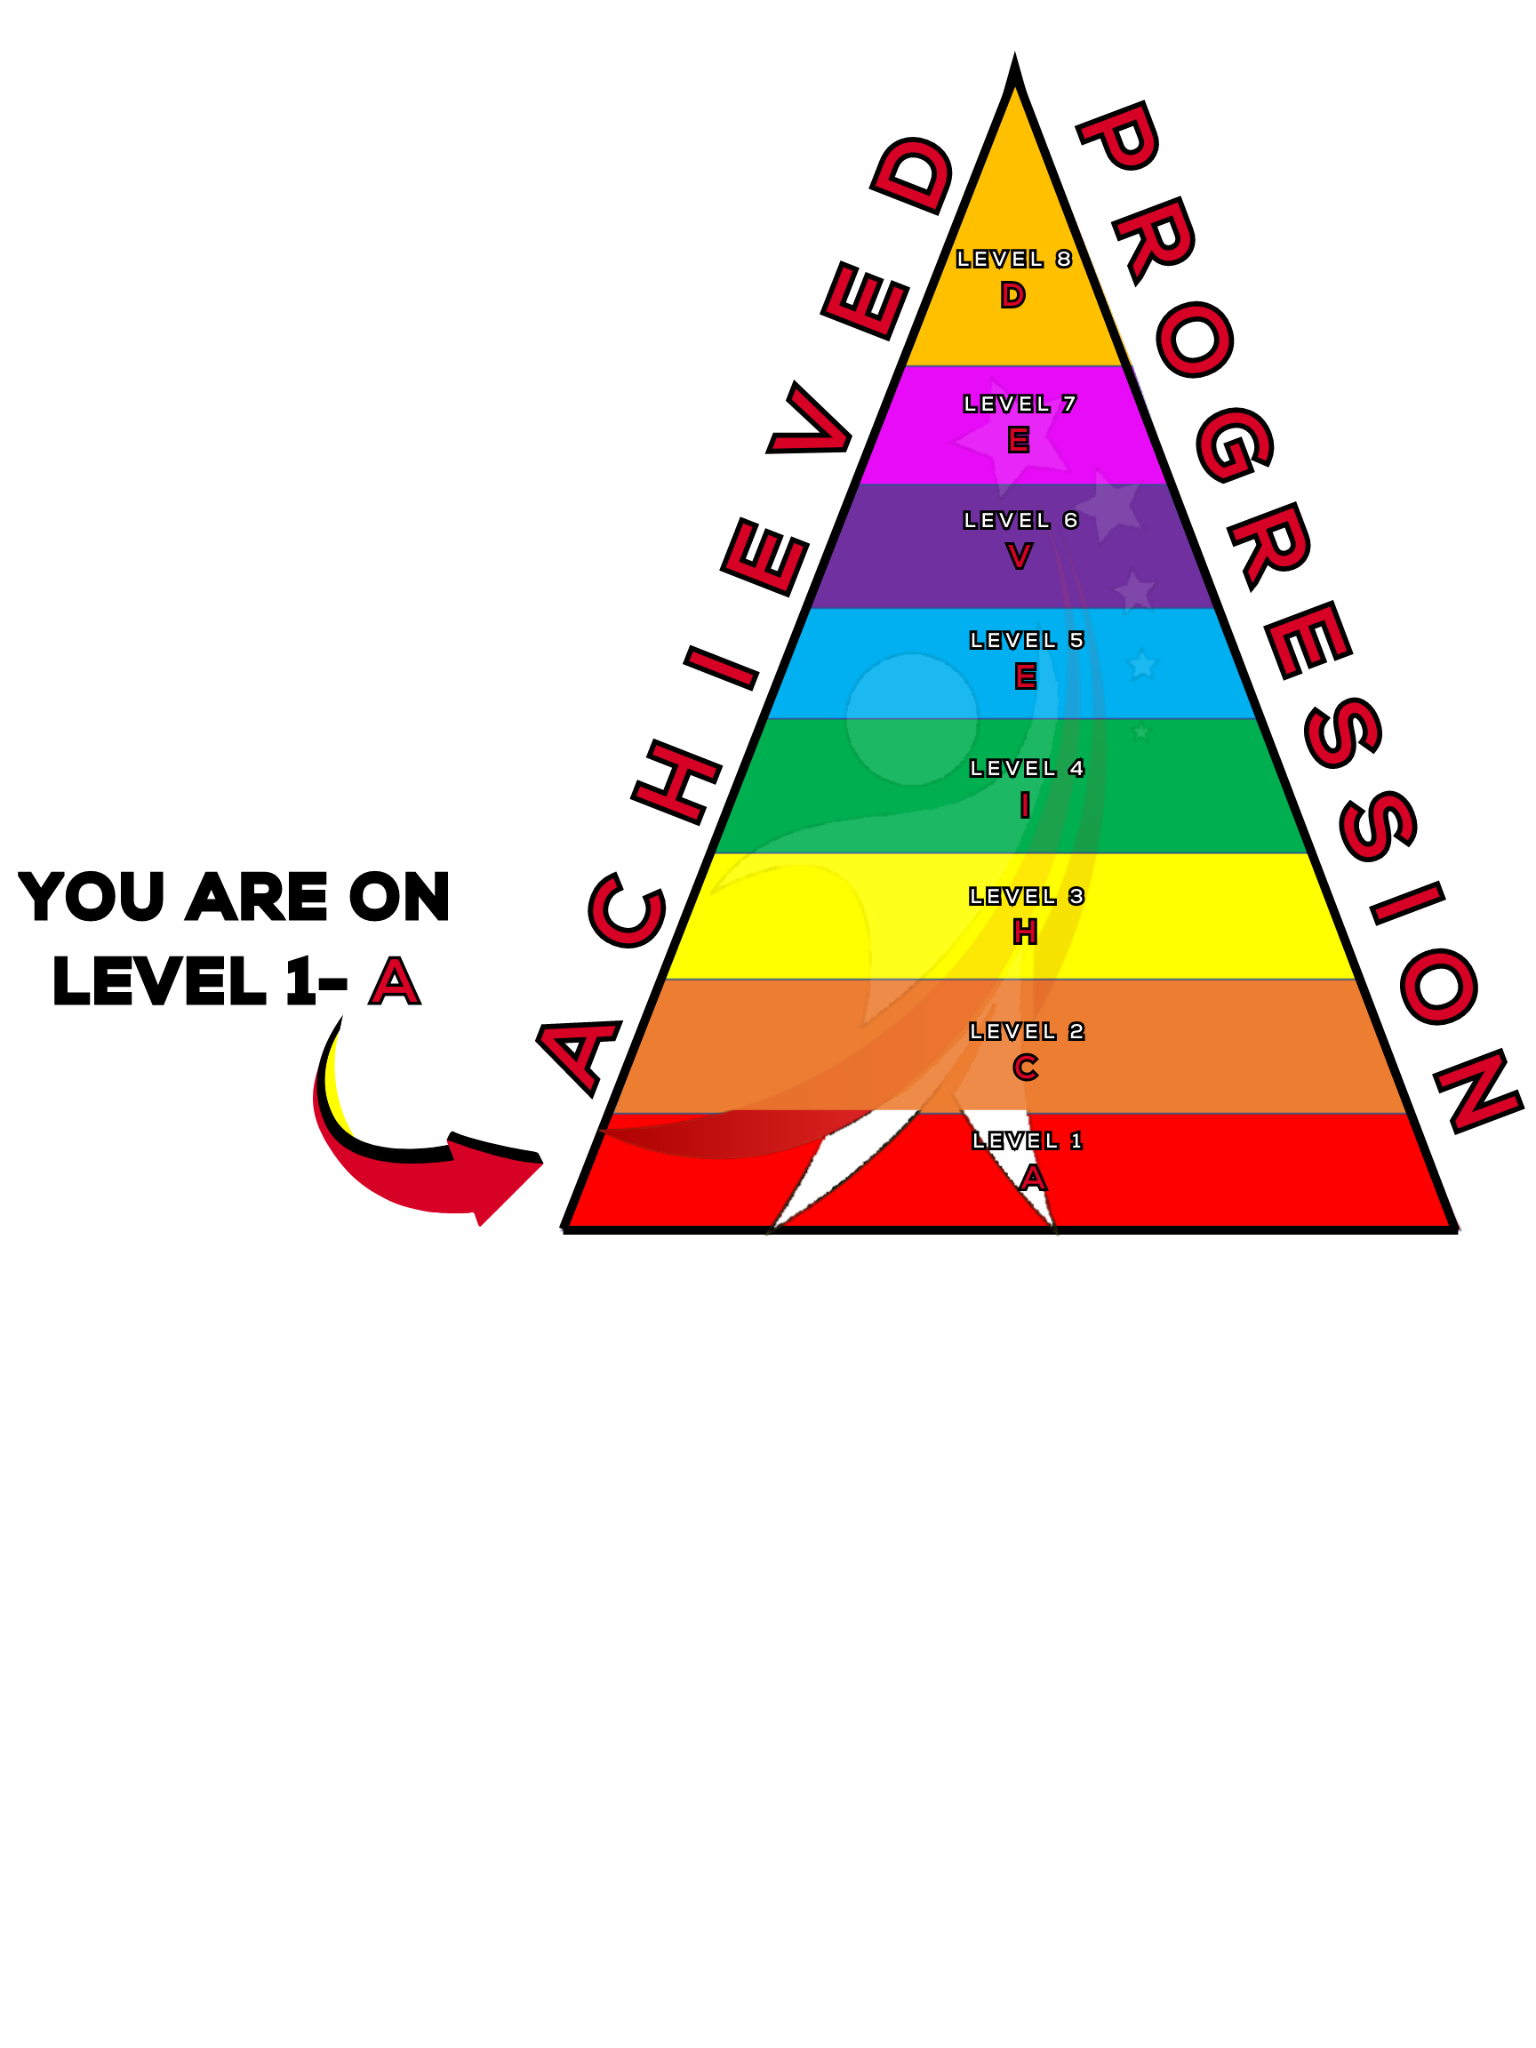 ACHIEVED
PROGRESSION
LEVEL 8
D
LEVEL 7
E
LEVEL 6
V
LEVEL 5
E
LEVEL 4
I
LEVEL 3
H
LEVEL 2
C
LEVEL 1
A
YOU ARE ON
LEVEL 1- A